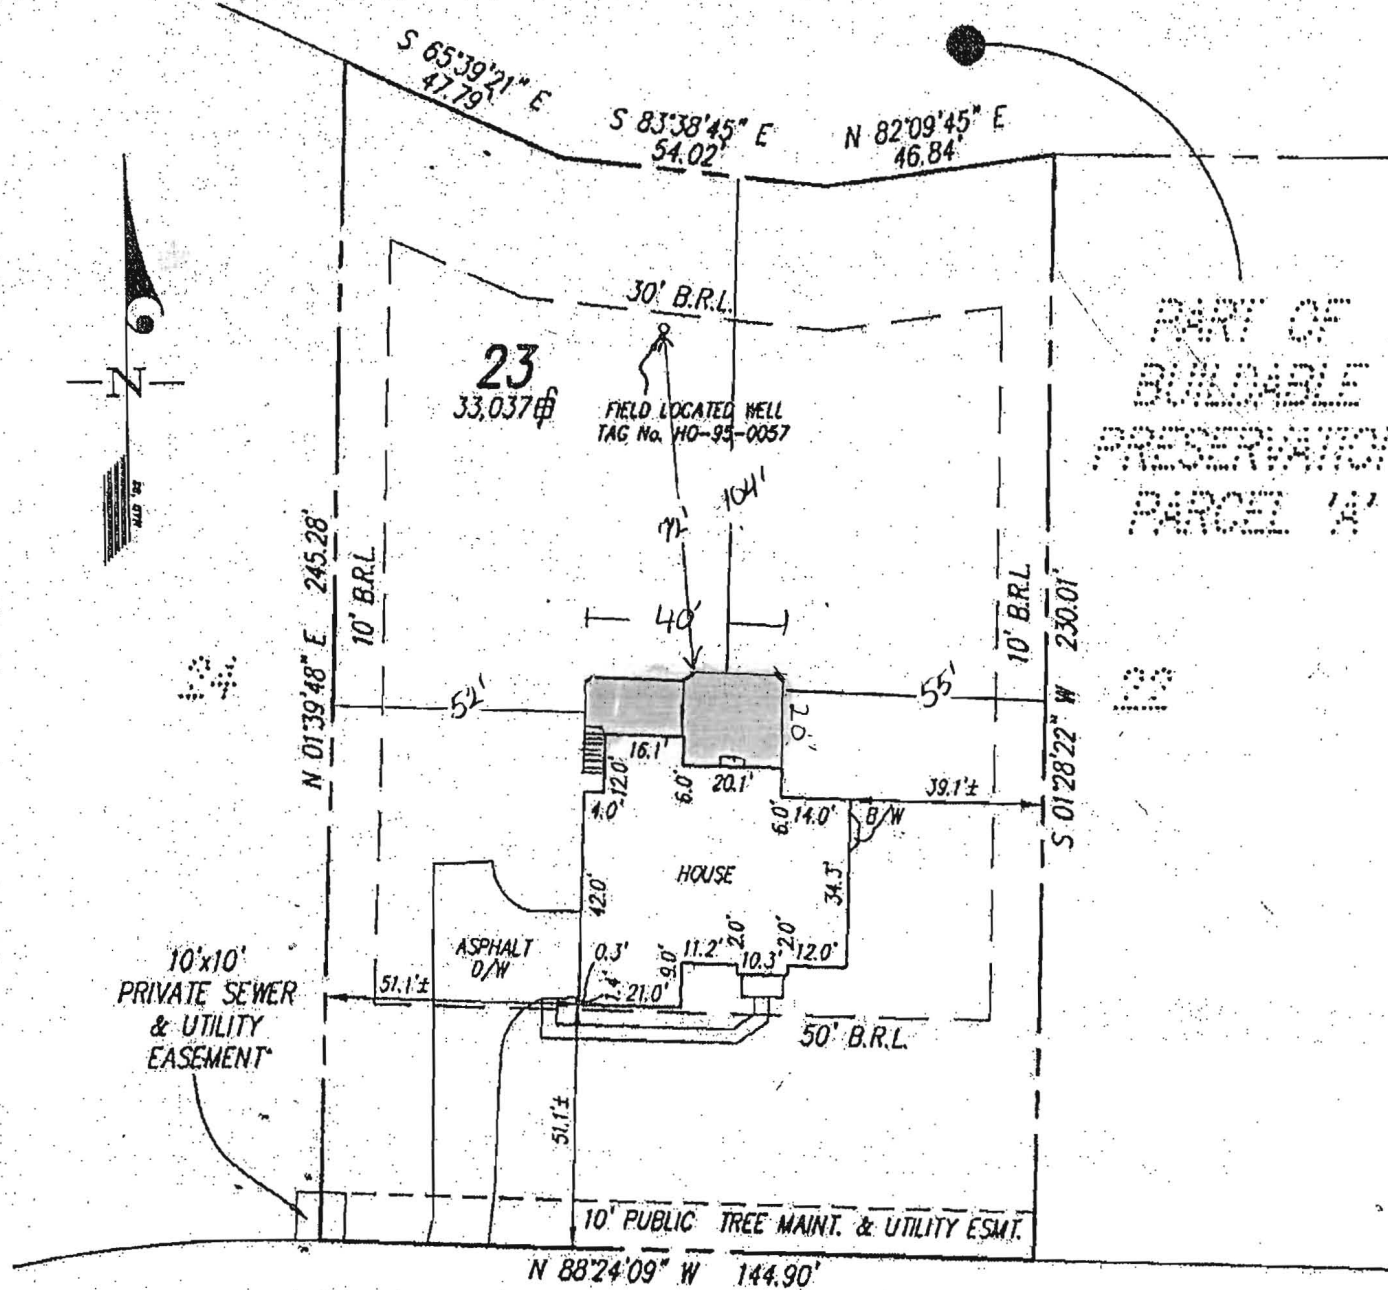 S 65°39'21" E
47.79'
S 83°38'45" E
54.02'
N 82°09'45" E
46.84'
N
30' B.R.L.
23
33,037
FIELD LOCATED WELL
TAG No. HO-95-0057
PART OF
BUILDABLE
PRESERVATION
PARCEL 'A'
104'
72'
N 01°39'48" E 245.28'
10' B.R.L.
10' B.R.L.
S 01°28'22" W 230.01'
40'
24
22
52'
55'
20'
16.1'
12.0'
4.0'
6.0'
20.1'
6.0'
14.0'
B/W
39.1'±
HOUSE
42.0'
34.3'
ASPHALT
D/W
0.3'
11.2'
2.0'
10.3'
2.0'
12.0'
9.0'
21.0'
51.1'±
10'x10'
PRIVATE SEWER
& UTILITY
EASEMENT
50' B.R.L.
51.1'±
10' PUBLIC TREE MAINT. & UTILITY ESMT.
N 88°24'09" W 144.90'